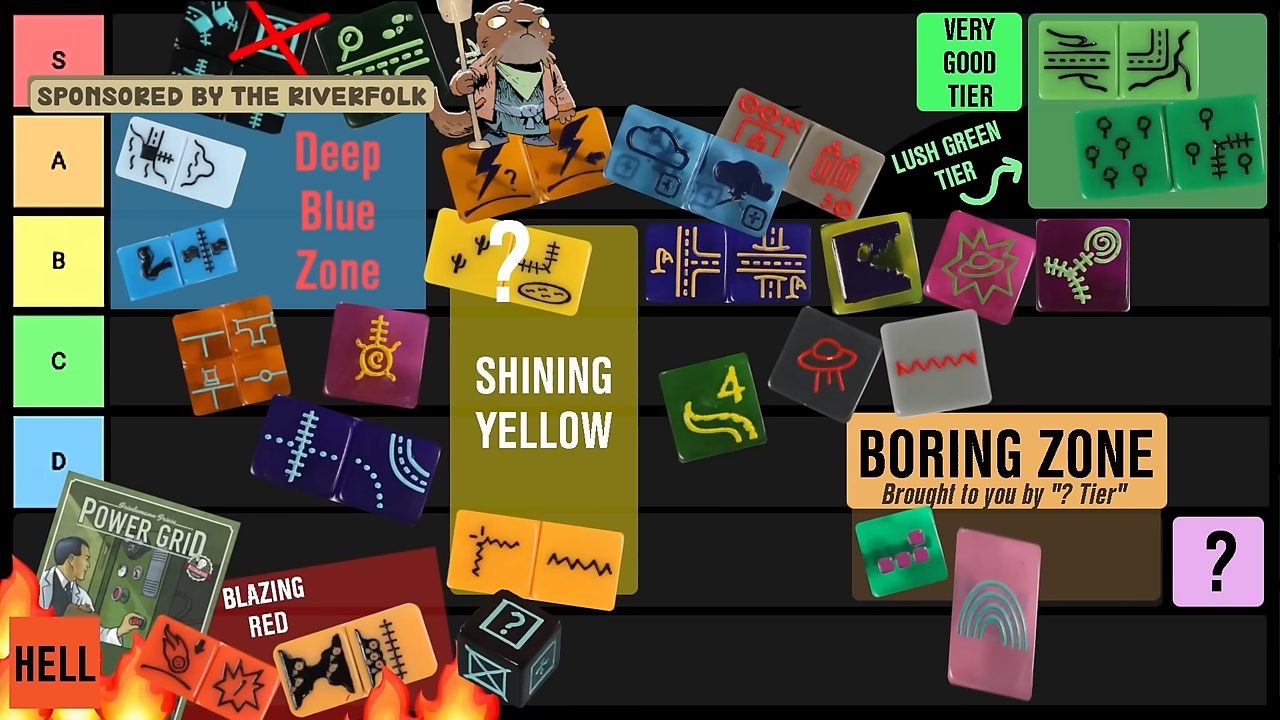 S
SPONSORED BY THE RIVERFOLK
VERY
GOOD
TIER
A
Deep
Blue
Zone
LUSH GREEN
TIER
?
B
?
C
SHINING
YELLOW
4
D
BORING ZONE
Brought to you by "? Tier"
POWER GRID
?
BLAZING
RED
?
HELL